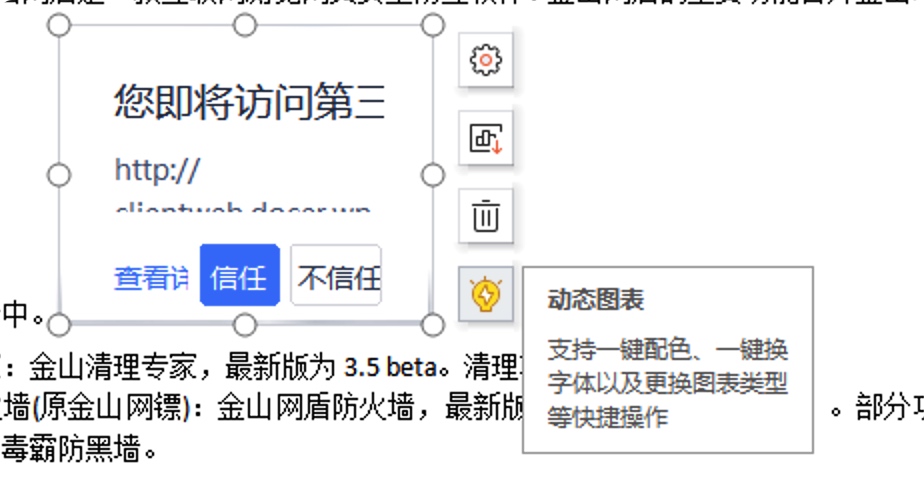 您即将访问第三
http://
查看详
信任
不信任
动态图表
支持一键配色、一键换
字体以及更换图表类型
等快捷操作
中。
：金山清理专家，最新版为 3.5 beta。清理
墙(原金山网镖)：金山网盾防火墙，最新版
。部分
毒霸防黑墙。